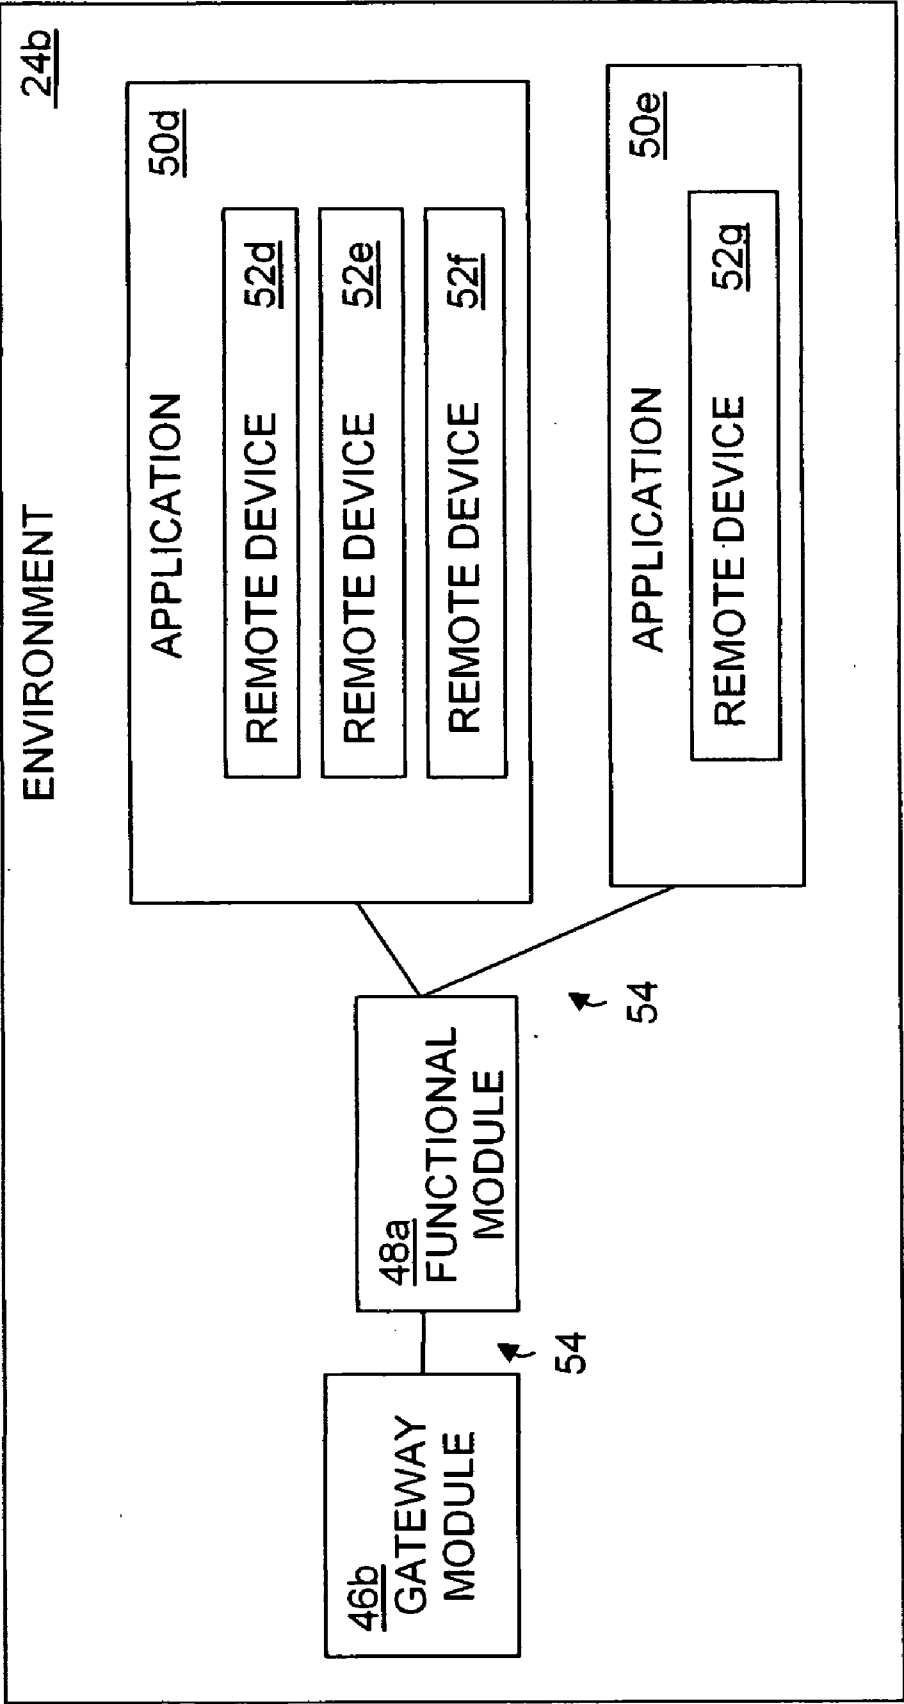 ENVIRONMENT
24b
APPLICATION
50d
REMOTE DEVICE 52d
REMOTE DEVICE 52e
REMOTE DEVICE 52f
APPLICATION
50e
REMOTE DEVICE 52g
46b
GATEWAY
MODULE
54
48a
FUNCTIONAL
MODULE
54